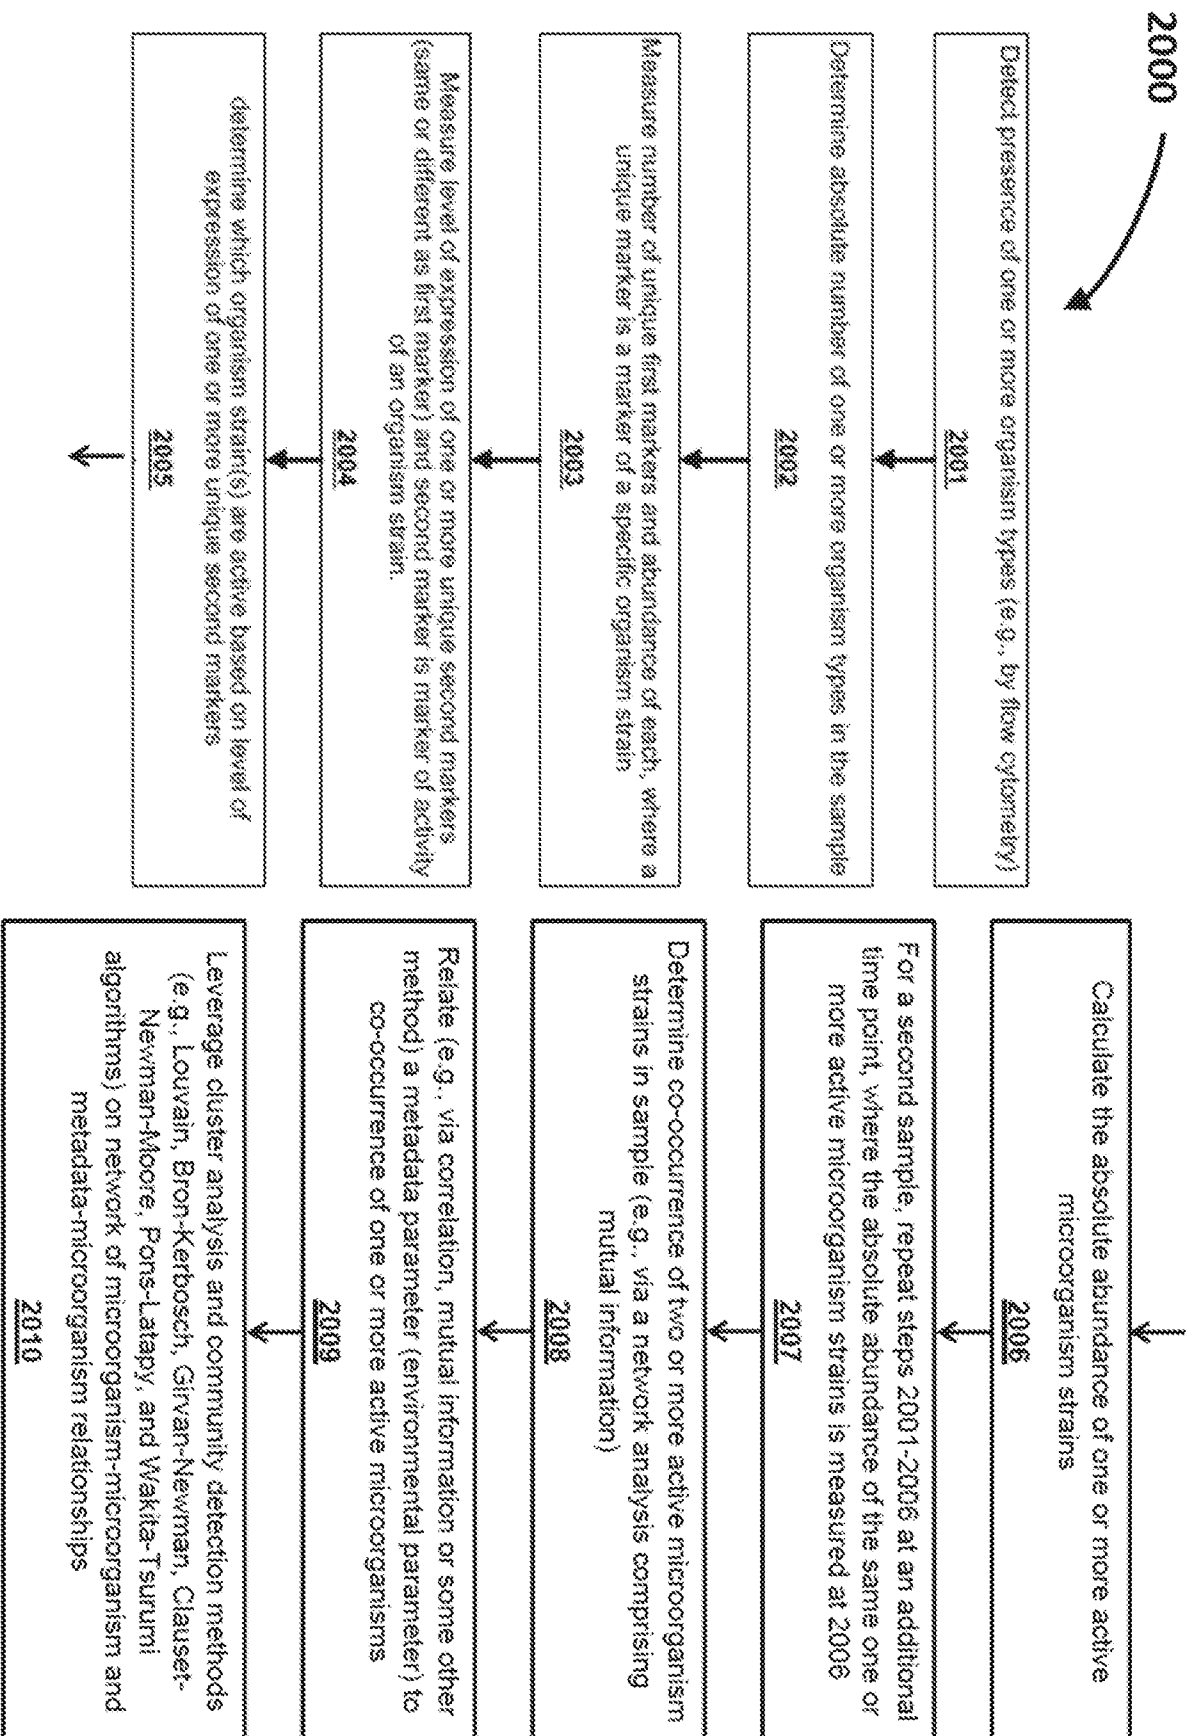 2000
Detect presence of one or more organism types (e.g., by flow cytometry)
2001
Determine absolute number of one or more organism types in the sample
2002
Measure number of unique first markers and abundance of each, where a
unique marker is a marker of a specific organism strain
2003
Measure level of expression of one or more unique second markers
(same or different as first marker) and second marker is marker of activity
of an organism strain.
2004
determine which organism strain(s) are active based on level of
expression of one or more unique second markers
2005
Calculate the absolute abundance of one or more active
microorganism strains
2006
For a second sample, repeat steps 2001-2006 at an additional
time point, where the absolute abundance of the same one or
more active microorganism strains is measured at 2006
2007
Determine co-occurrence of two or more active microorganism
strains in sample (e.g., via a network analysis comprising
mutual information)
2008
Relate (e.g., via correlation, mutual information or some other
method) a metadada parameter (environmental parameter) to
co-occurrence of one or more active microorganisms
2009
Leverage cluster analysis and community detection methods
(e.g., Louvain, Bron-Kerbosch, Girvan-Newman, Clauset-
Newman-Moore, Pons-Latapy, and Wakita-Tsurumi
algorithms) on network of microorganism-microorganism and
metadata-microorganism relationships
2010